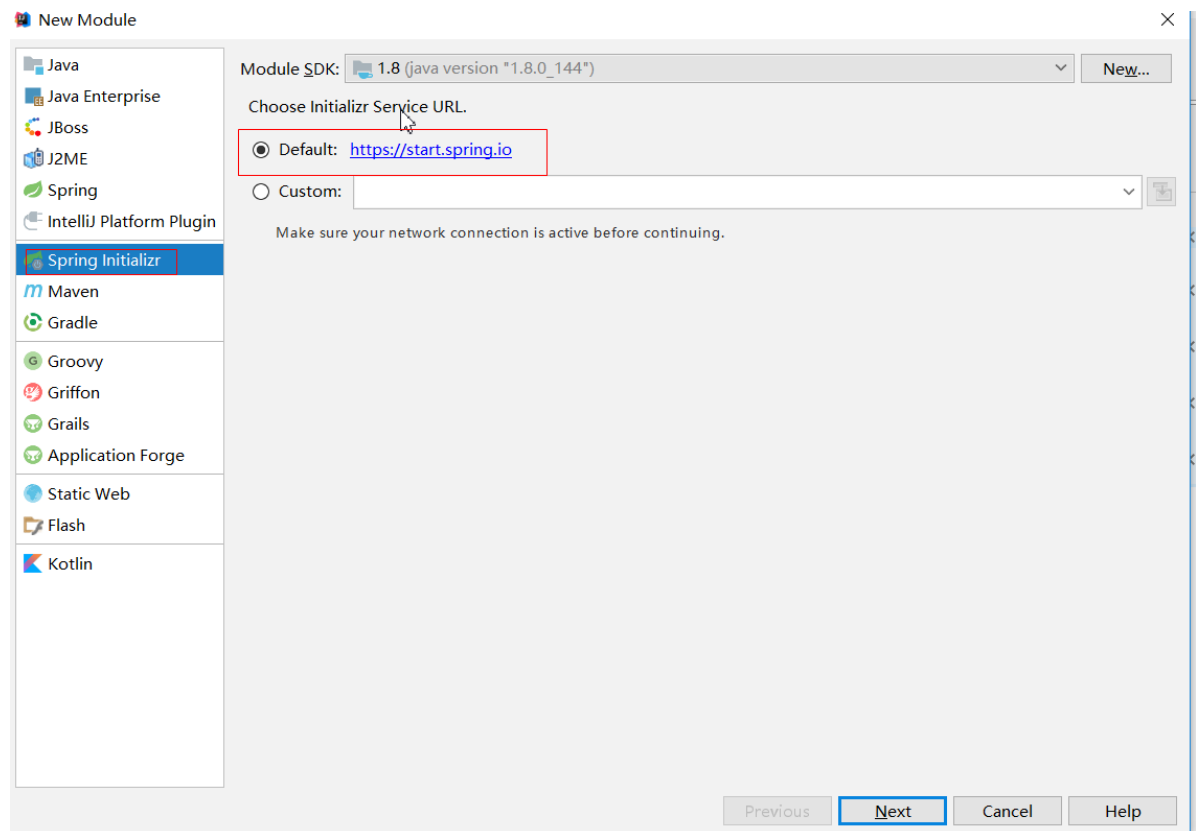 New Module
Java
Java Enterprise
JBoss
J2ME
Spring
IntelliJ Platform Plugin
Spring Initializr
Maven
Gradle
Groovy
Griffon
Grails
Application Forge
Static Web
Flash
Kotlin
Module SDK: 1.8 (java version "1.8.0_144") New...
Choose Initializr Service URL.
Default: https://start.spring.io
Custom:
Make sure your network connection is active before continuing.
Previous Next Cancel Help